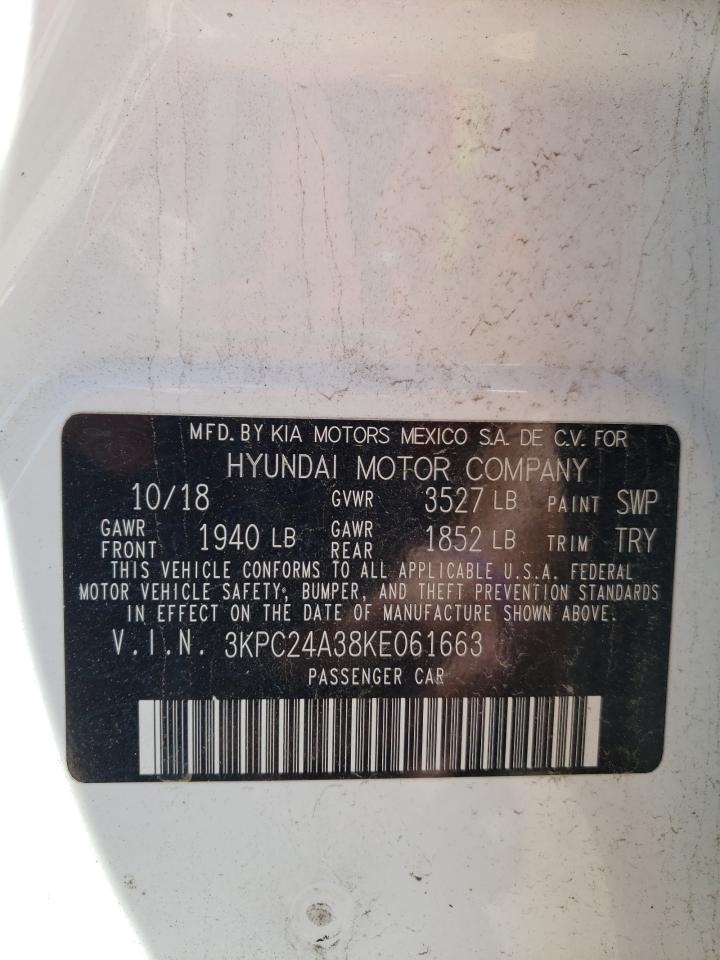 MFD. BY KIA MOTORS MEXICO S.A. DE C.V. FOR
HYUNDAI MOTOR COMPANY
10/18 GVWR 3527 LB PAINT SWP
GAWR FRONT 1940 LB GAWR REAR 1852 LB TRIM TRY
THIS VEHICLE CONFORMS TO ALL APPLICABLE U.S.A. FEDERAL
MOTOR VEHICLE SAFETY, BUMPER, AND THEFT PREVENTION STANDARDS
IN EFFECT ON THE DATE OF MANUFACTURE SHOWN ABOVE.
V.I.N. 3KPC24A38KE061663
PASSENGER CAR